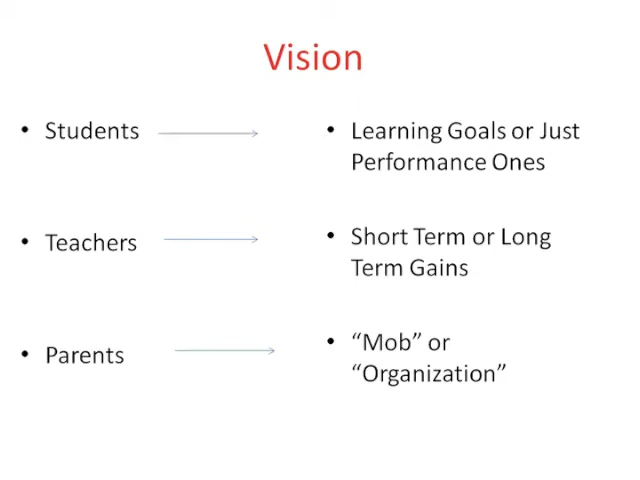 Vision
• Students
• Learning Goals or Just
Performance Ones
• Teachers
• Short Term or Long
Term Gains
• Parents
• “Mob” or
“Organization”